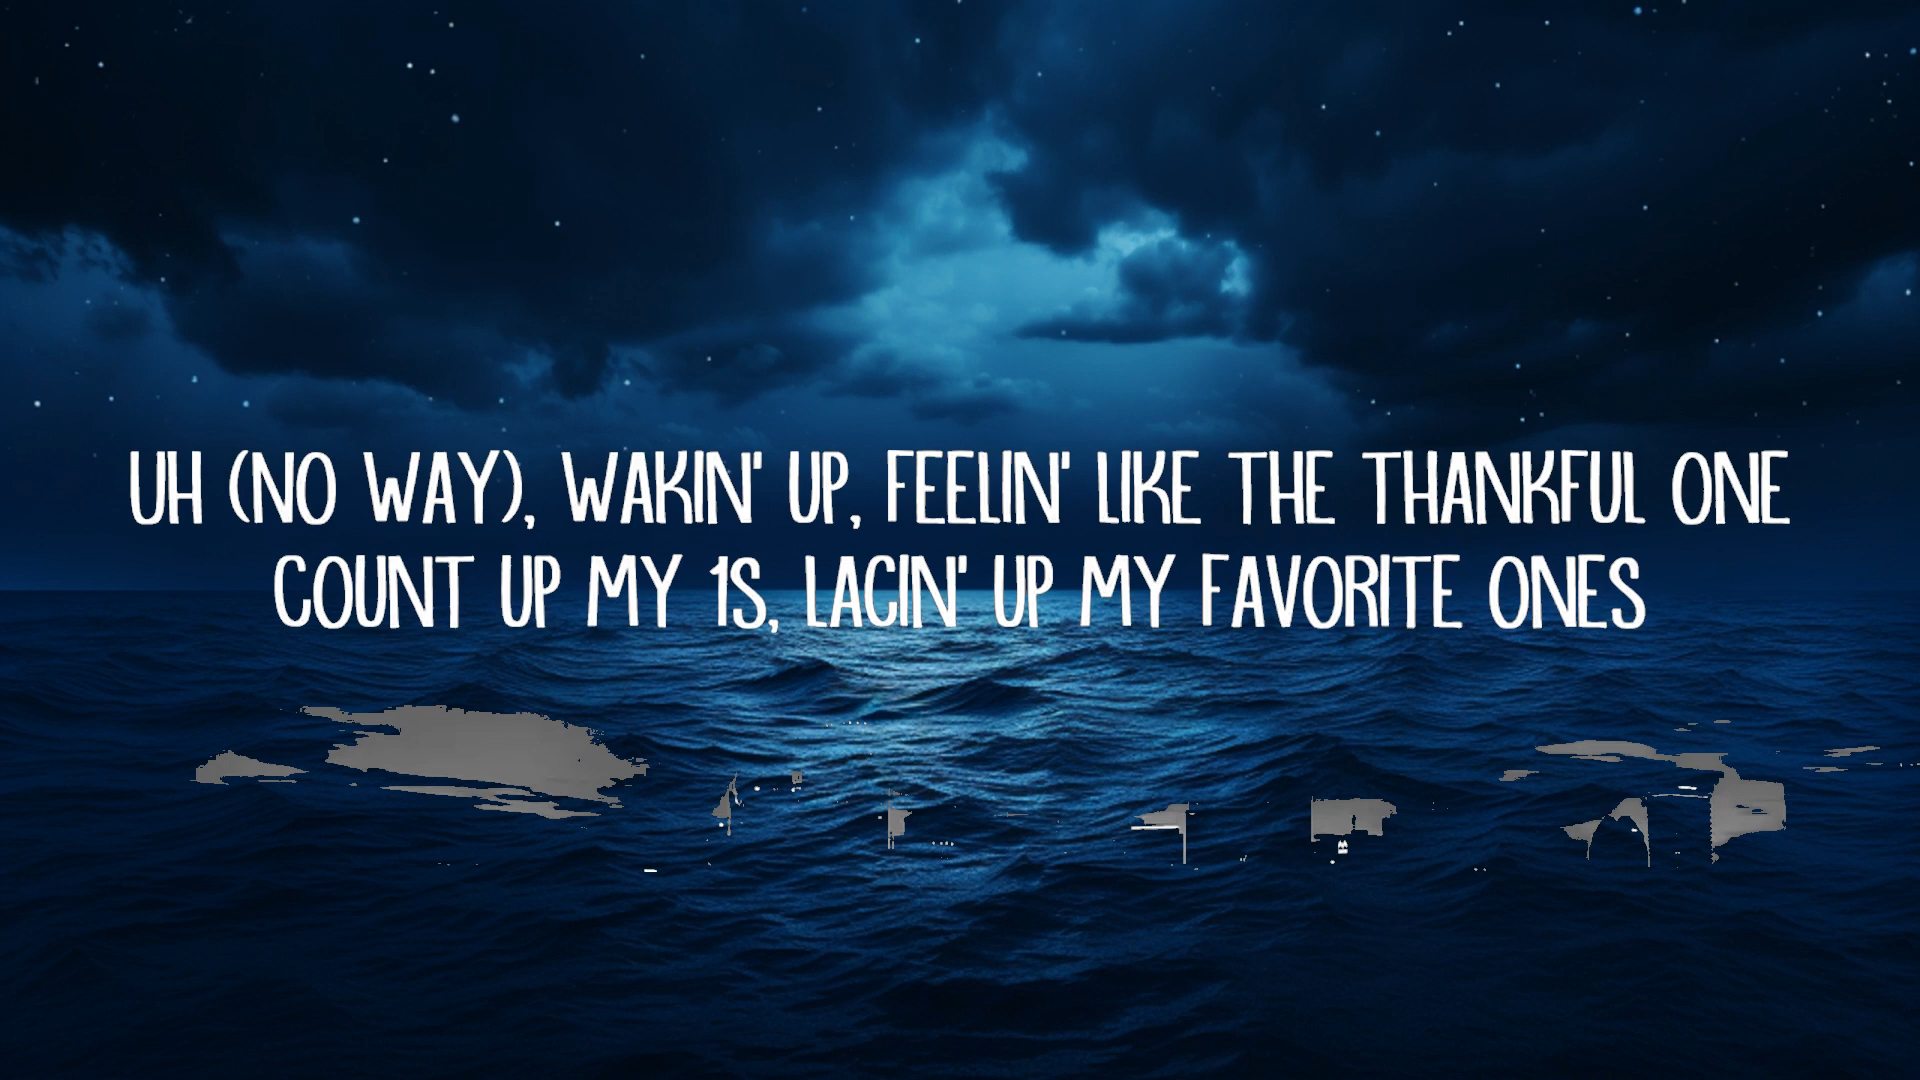 UH (NO WAY), WAKIN' UP, FEELIN' LIKE THE THANKFUL ONE
COUNT UP MY 1S, LACIN' UP MY FAVORITE ONES